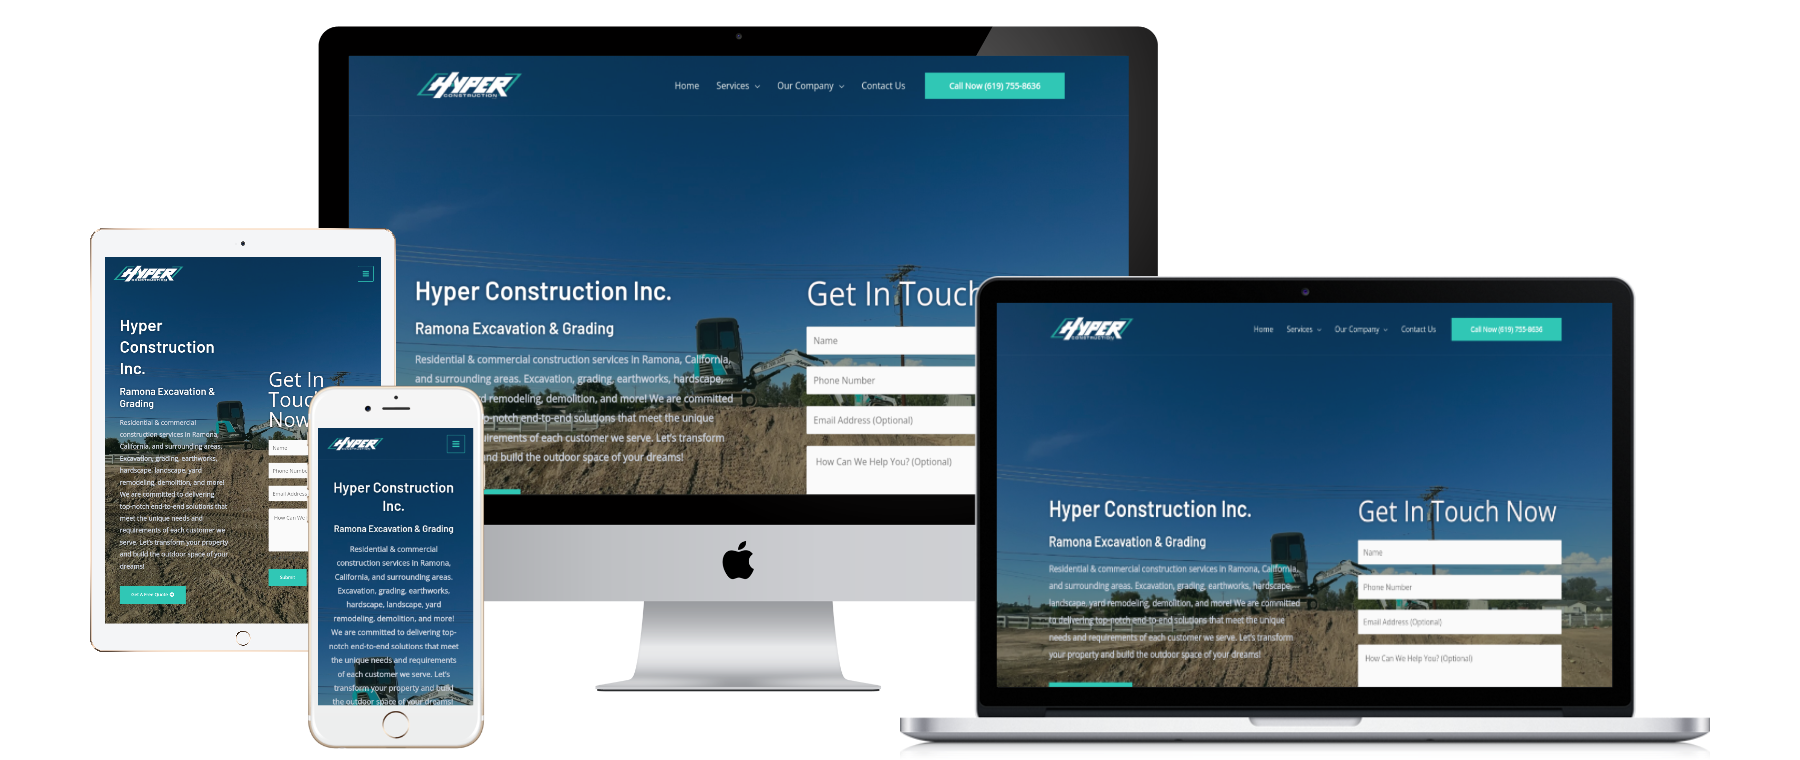 HYPER
CONSTRUCTION
Home
Services
Our Company
Contact Us
Call Now (619) 755-8636
Hyper Construction Inc.
Ramona Excavation & Grading
Residential & commercial construction services in Ramona, California,
and surrounding areas. Excavation, grading, earthworks, hardscape,
remodeling, demolition, and more! We are committed
top-notch end-to-end solutions that meet the unique
requirements of each customer we serve. Let's transform
and build the outdoor space of your dreams!
Get In Touch
Name
Phone Number
Email Address (Optional)
How Can We Help You? (Optional)
HYPER
CONSTRUCTION
Hyper
Construction
Inc.
Ramona Excavation &
Grading
Residential & commercial
construction services in Ramona,
California, and surrounding areas.
Excavation, grading, earthworks,
hardscape, landscape, yard
remodeling, demolition, and more!
We are committed to delivering
top-notch end-to-end solutions that
meet the unique needs and
requirements of each customer we
serve. Let's transform your property
and build the outdoor space of your
dreams!
Get A Free Quote
Get In
Touch
Now
Name
Phone Number
Email Address
How Can We
Submit
HYPER
CONSTRUCTION
Hyper Construction
Inc.
Ramona Excavation & Grading
Residential & commercial
construction services in Ramona,
California, and surrounding areas.
Excavation, grading, earthworks,
hardscape, landscape, yard
remodeling, demolition, and more!
We are committed to delivering top-
notch end-to-end solutions that meet
the unique needs and requirements
of each customer we serve. Let's
transform your property and build
the outdoor space of your dreams!
HYPER
CONSTRUCTION
Home
Services
Our Company
Contact Us
Call Now (619) 755-8636
Hyper Construction Inc.
Ramona Excavation & Grading
Residential & commercial construction services in Ramona, California,
and surrounding areas. Excavation, grading, earthworks, hardscape,
landscape, yard remodeling, demolition, and more! We are committed
to delivering top-notch end-to-end solutions that meet the unique
needs and requirements of each customer we serve. Let's transform
your property and build the outdoor space of your dreams!
Get In Touch Now
Name
Phone Number
Email Address (Optional)
How Can We Help You? (Optional)